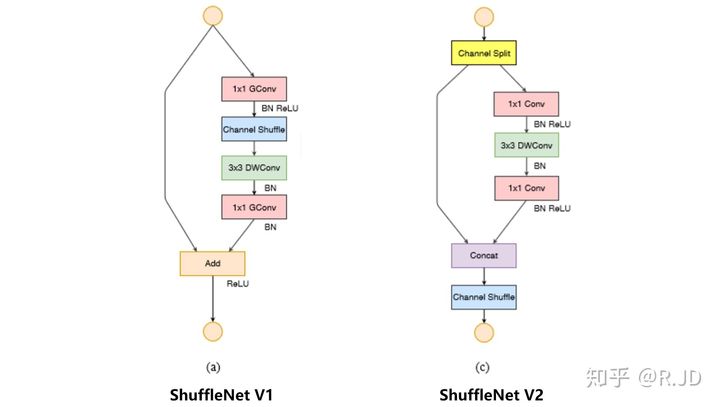 1x1 GConv
BN ReLU
Channel Shuffle
3x3 DWConv
BN
1x1 GConv
BN
Add
ReLU
(a)
ShuffleNet V1
Channel Split
1x1 Conv
BN ReLU
3x3 DWConv
BN
1x1 Conv
BN ReLU
Concat
Channel Shuffle
(c)
ShuffleNet V2
知乎 @R.JD